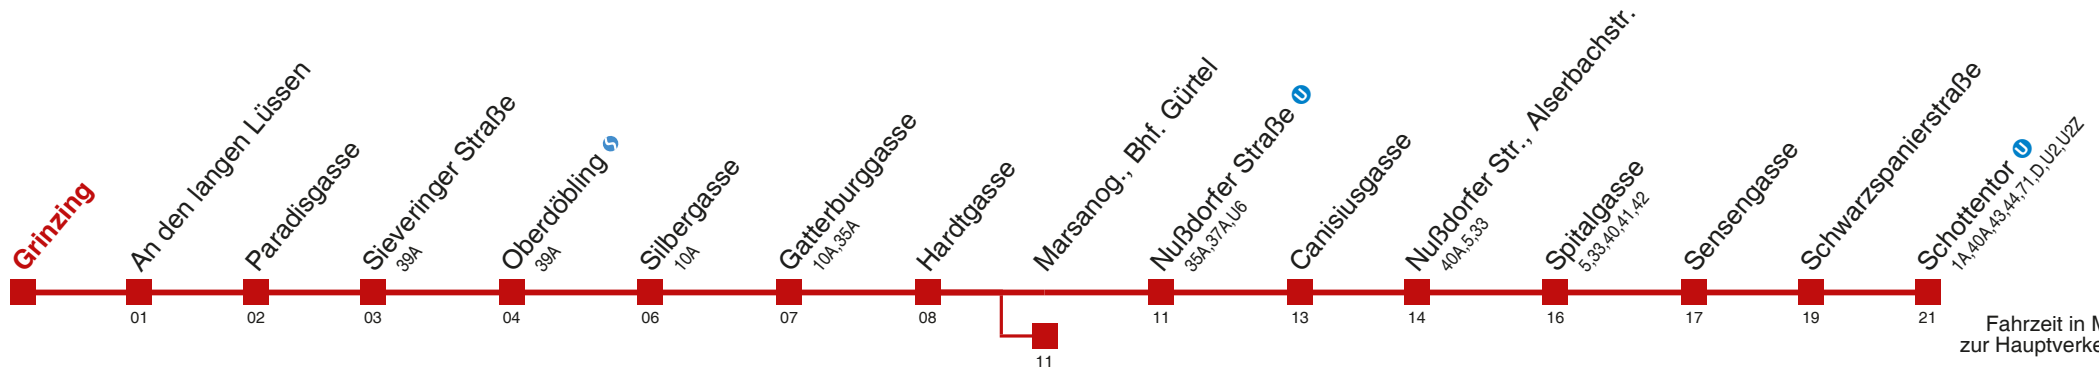 Grinzing
An den langen Lüssen
Paradisgasse
Sieveringer Straße
39A
Oberdöbling
39A
Silbergasse
10A
Gatterburggasse
10A,35A
Hardtgasse
Marsanog., Bhf. Gürtel
Nußdorfer Straße U
35A,37A,U6
Canisiusgasse
Nußdorfer Str., Alserbachstr.
40A,5,33
Spitalgasse
5,33,40,41,42
Sensengasse
Schwarzspanierstraße
Schottentor U
1A,40A,43,44,71,D,U2,U2Z
01 02 03 04 06 07 08 11 13 14 16 17 19 21
11
Fahrzeit in M
zur Hauptverke